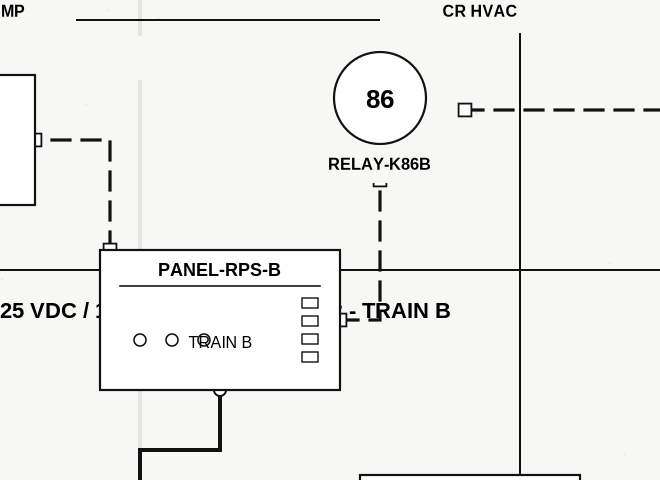 MP
CR HVAC
86
RELAY-K86B
PANEL-RPS-B
25 VDC /
- TRAIN B
TRAIN B